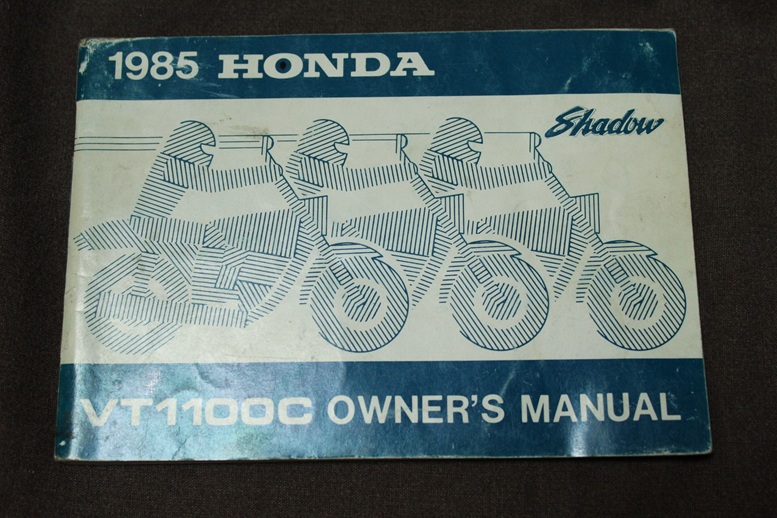 1985 HONDA
Shadow
VT1100C OWNER'S MANUAL